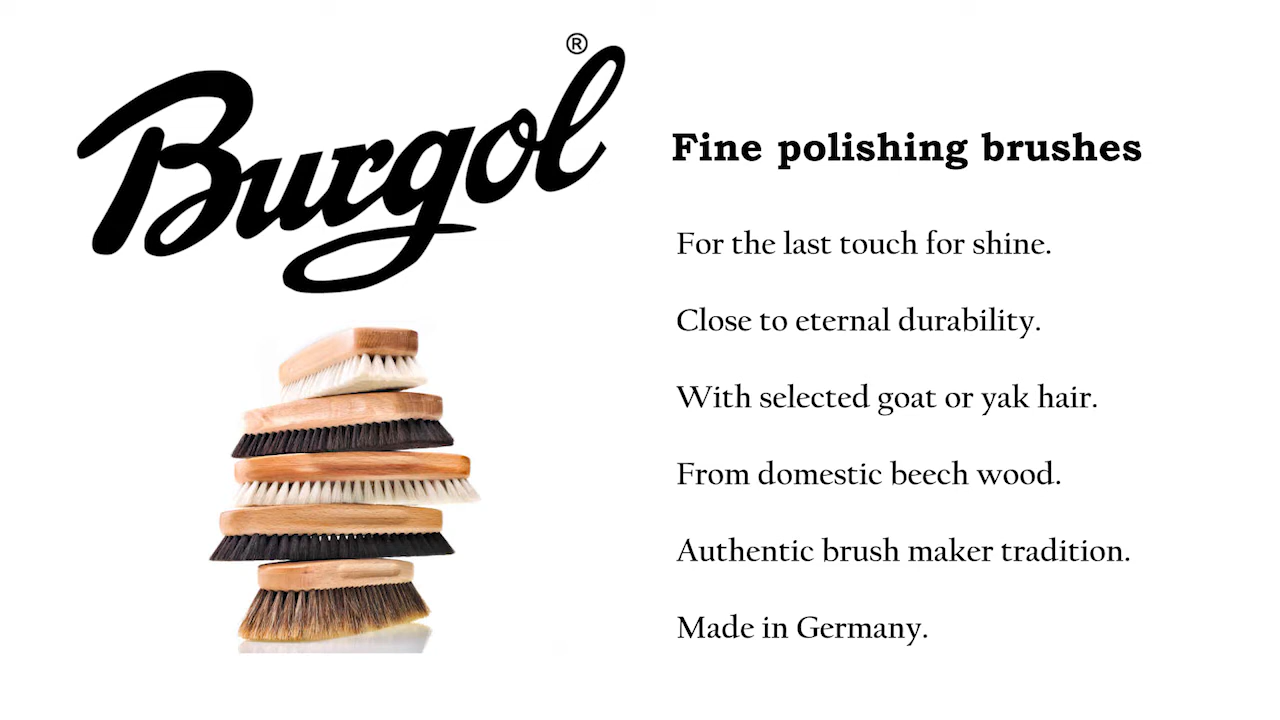 Burgol®
Fine polishing brushes
For the last touch for shine.
Close to eternal durability.
With selected goat or yak hair.
From domestic beech wood.
Authentic brush maker tradition.
Made in Germany.